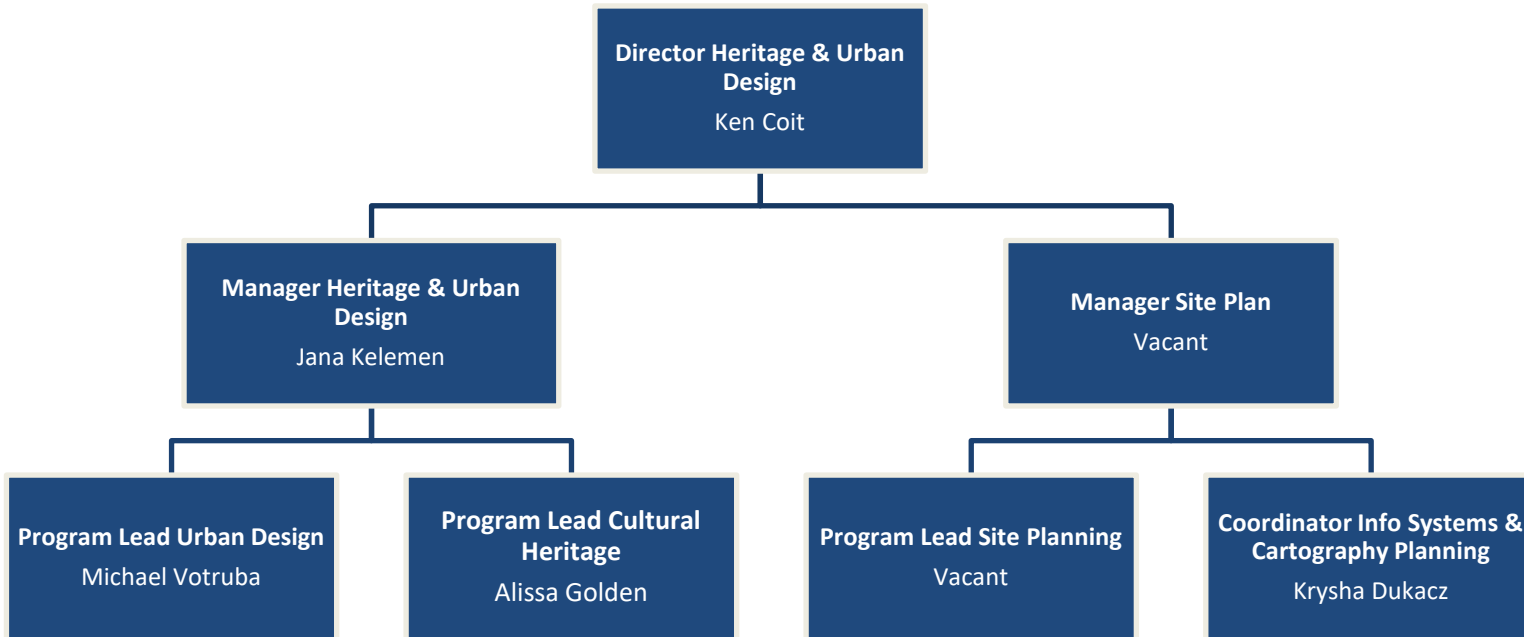 Director Heritage & Urban
Design
Ken Coit
Manager Heritage & Urban
Design
Jana Kelemen
Manager Site Plan
Vacant
Program Lead Urban Design
Michael Votruba
Program Lead Cultural
Heritage
Alissa Golden
Program Lead Site Planning
Vacant
Coordinator Info Systems &
Cartography Planning
Krysha Dukacz